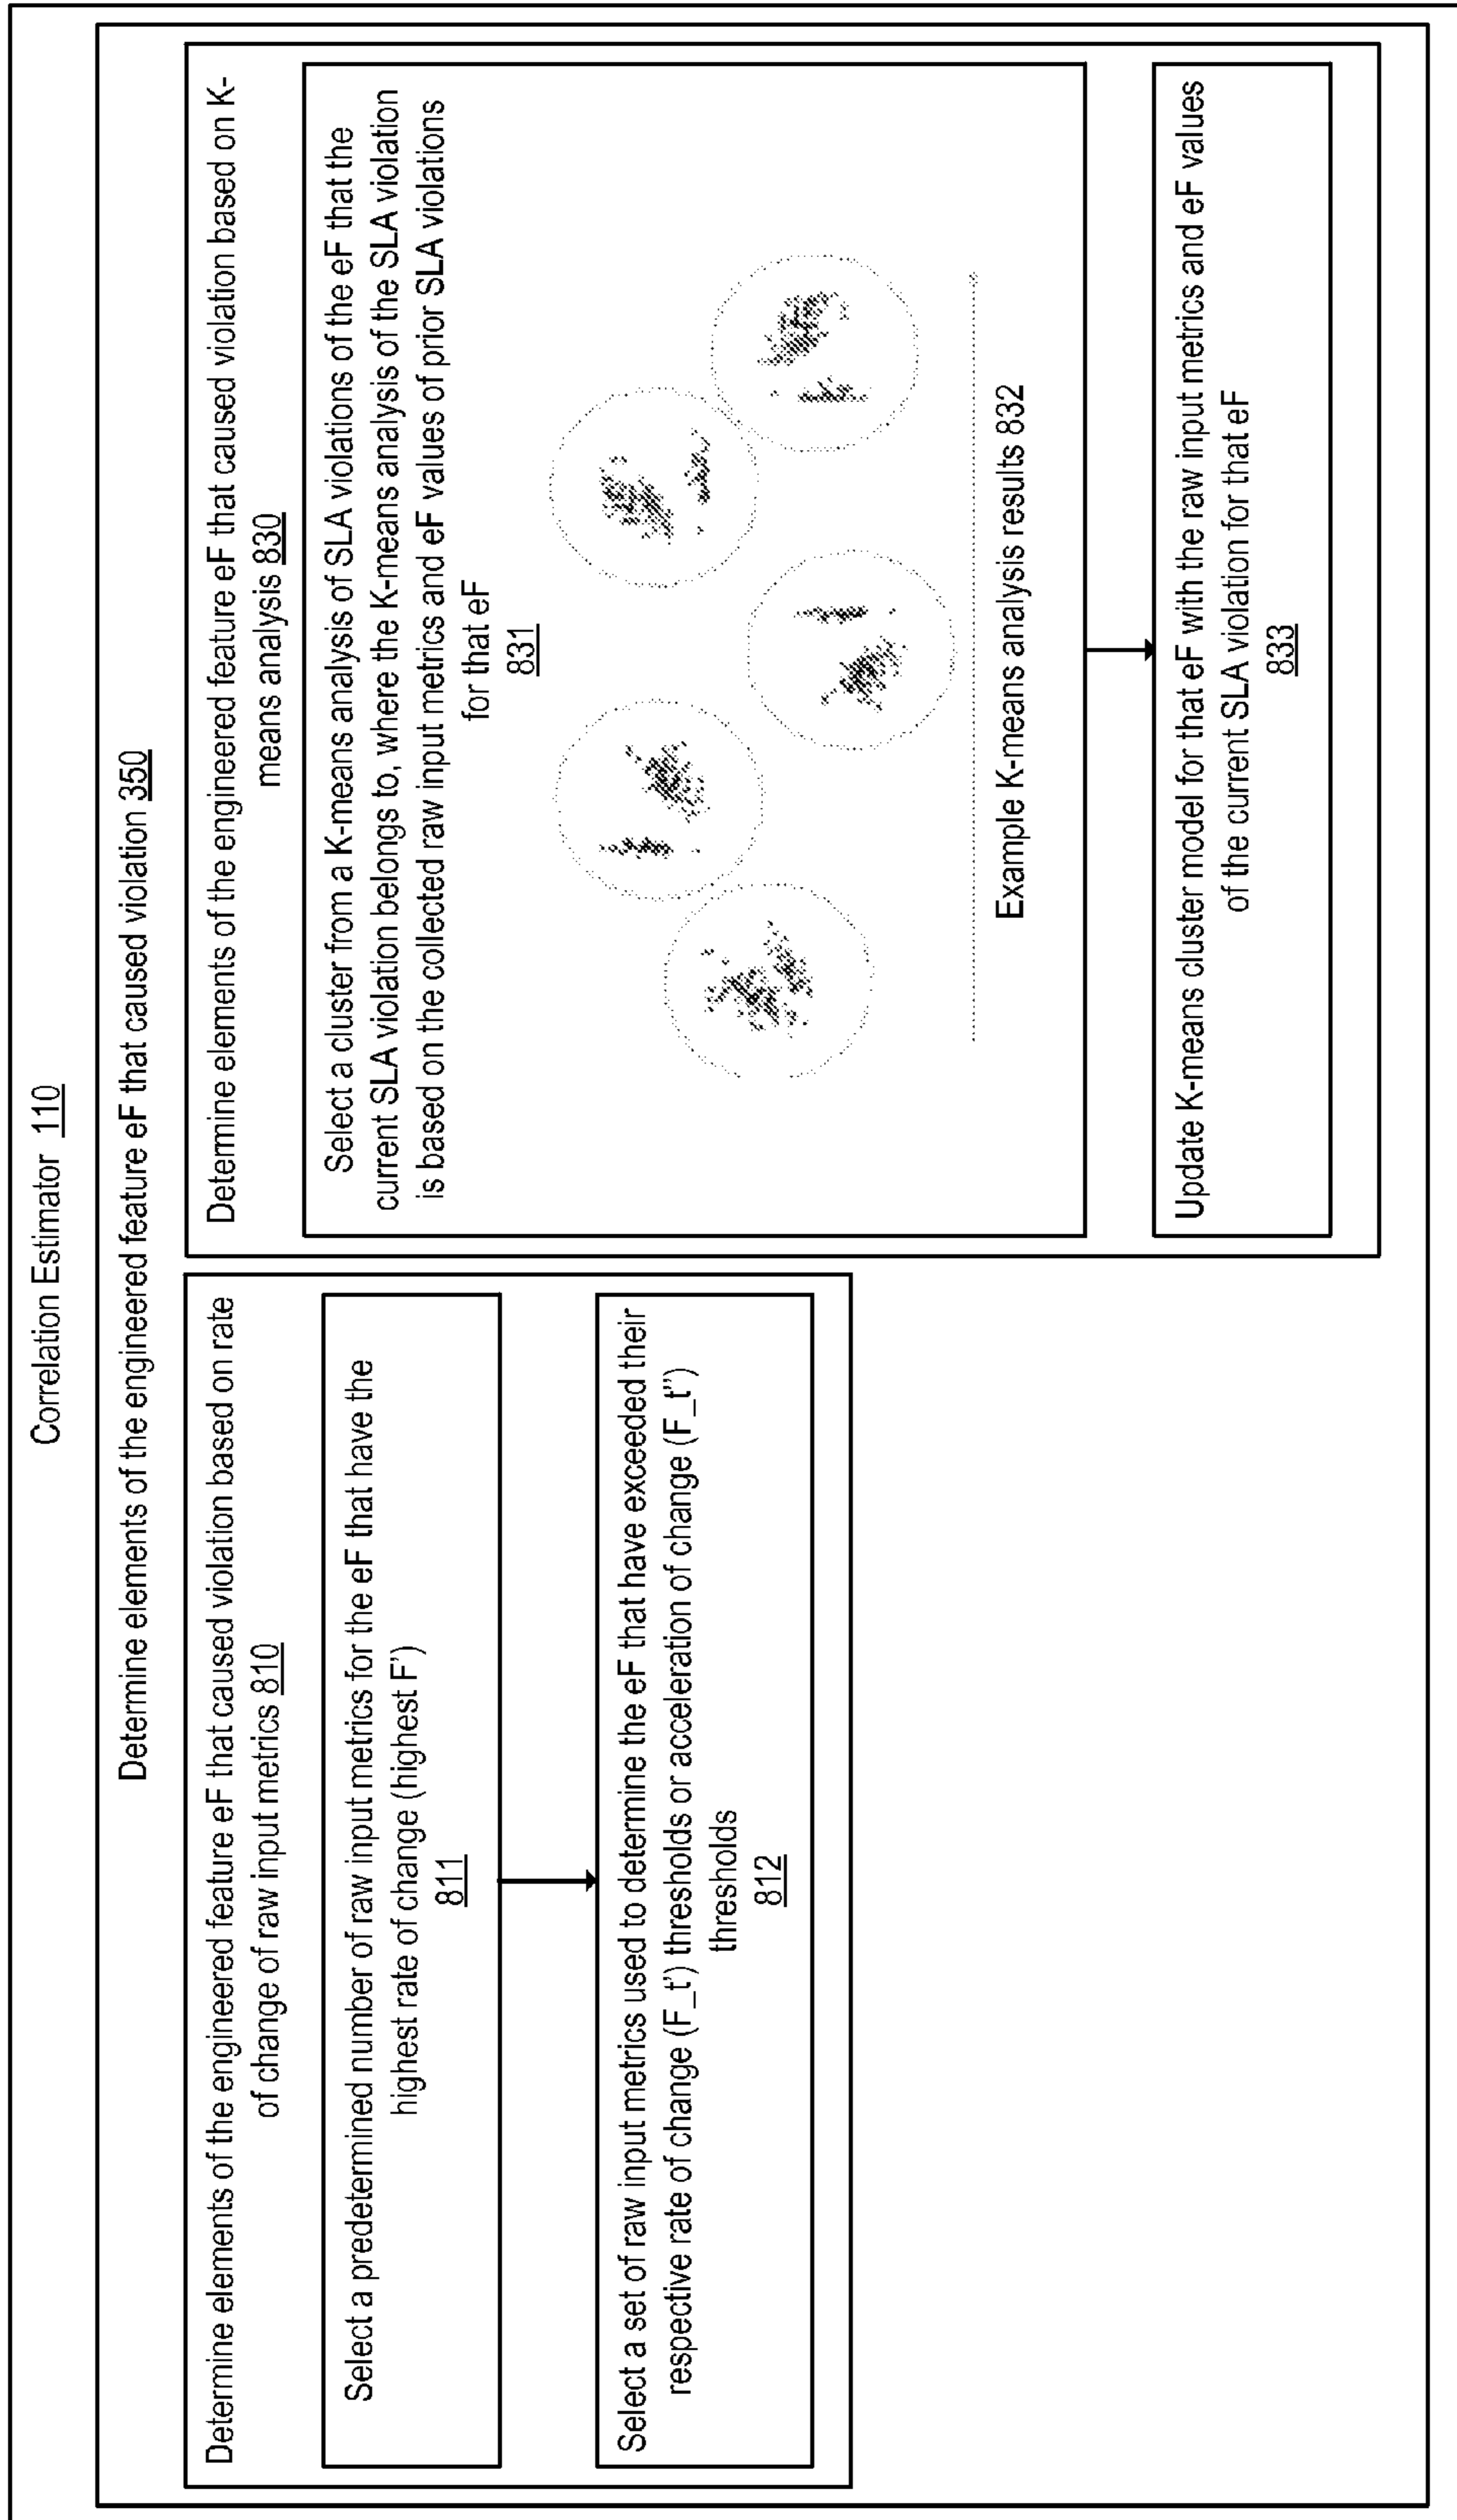 Correlation Estimator 110
Determine elements of the engineered feature eF that caused violation 350
Determine elements of the engineered feature eF that caused violation based on rate
of change of raw input metrics 810
Select a predetermined number of raw input metrics for the eF that have the
highest rate of change (highest F')
811
Select a set of raw input metrics used to determine the eF that have exceeded their
respective rate of change (F_t') thresholds or acceleration of change (F_t")
thresholds
812
Determine elements of the engineered feature eF that caused violation based on K-
means analysis 830
Select a cluster from a K-means analysis of SLA violations of the eF that the
current SLA violation belongs to, where the K-means analysis of the SLA violation
is based on the collected raw input metrics and eF values of prior SLA violations
for that eF
831
Example K-means analysis results 832
Update K-means cluster model for that eF with the raw input metrics and eF values
of the current SLA violation for that eF
833